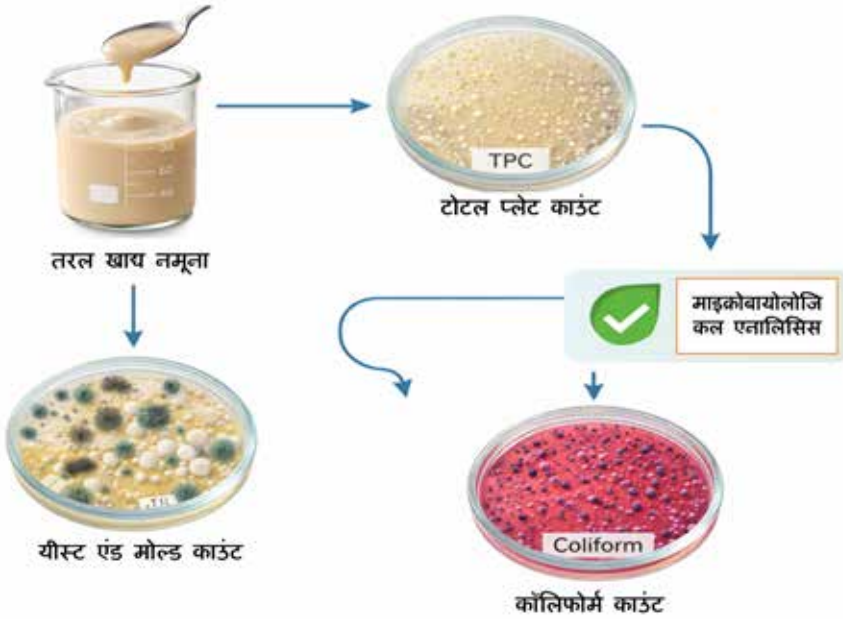 TPC
टोटल प्लेट काउंट
तरल खाद्य नमूना
माइक्रोबायोलोजि
कल एनालिसिस
यीस्ट एंड मोल्ड काउंट
Coliform
कॉलिफोर्म काउंट